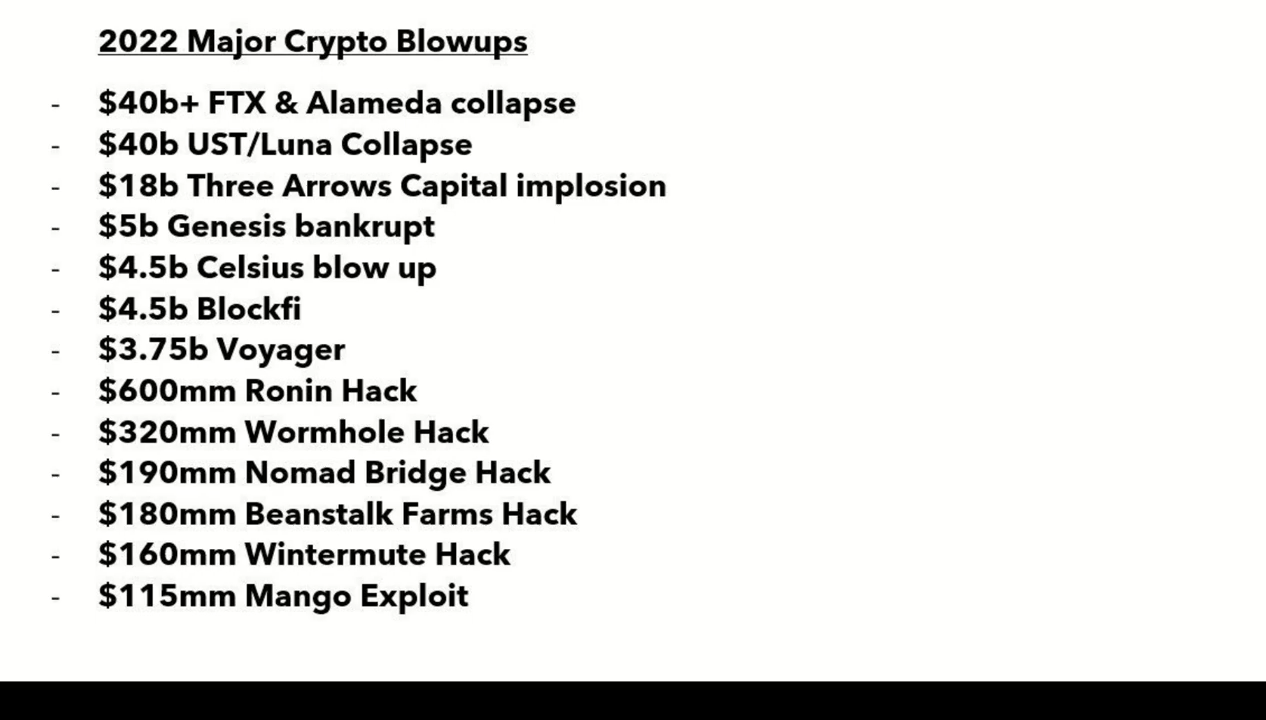 2022 Major Crypto Blowups
- $40b+ FTX & Alameda collapse
- $40b UST/Luna Collapse
- $18b Three Arrows Capital implosion
- $5b Genesis bankrupt
- $4.5b Celsius blow up
- $4.5b Blockfi
- $3.75b Voyager
- $600mm Ronin Hack
- $320mm Wormhole Hack
- $190mm Nomad Bridge Hack
- $180mm Beanstalk Farms Hack
- $160mm Wintermute Hack
- $115mm Mango Exploit